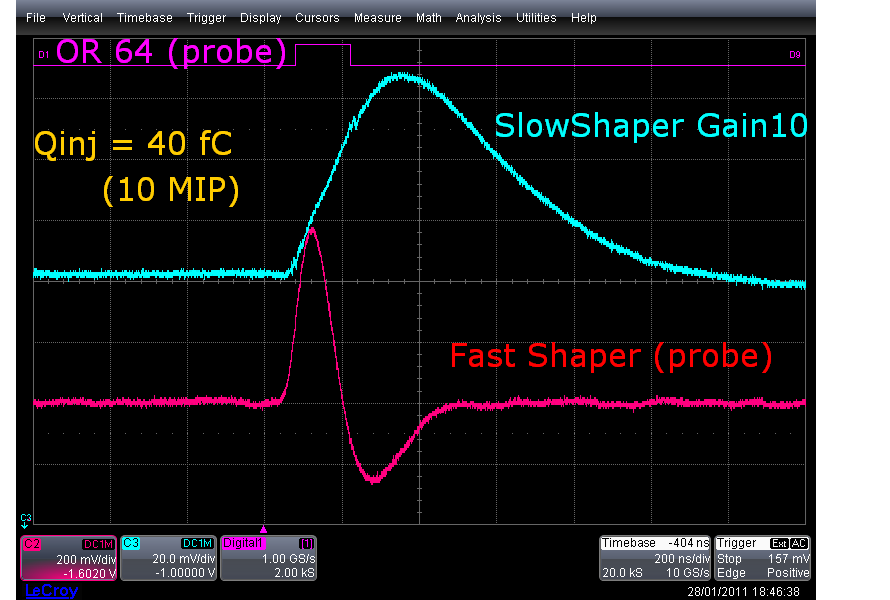 File Vertical Timebase Trigger Display Cursors Measure Math Analysis Utilities Help
D1 OR 64 (probe) D9
SlowShaper Gain10
Qinj = 40 fC
(10 MIP)
Fast Shaper (probe)
C3
C2 DC1M
200 mV/div
-1.6020 V
C3 DC1M
20.0 mV/div
-1.00000 V
Digital1
1.00 GS/s
2.00 kS
Timebase -404 ns
200 ns/div
20.0 kS 10 GS/s
Trigger Ext AC
Stop 157 mV
Edge Positive
LeCroy
28/01/2011 18:46:38